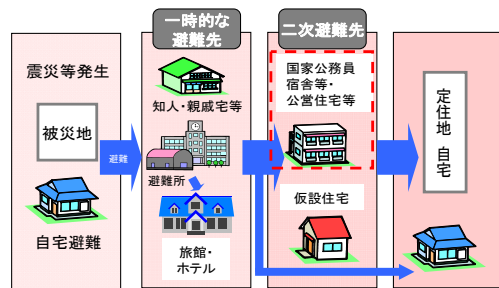 震災等発生
被災地
自宅避難
避難
一時的な
避難先
知人・親戚宅等
避難所
旅館・
ホテル
二次避難先
国家公務員
宿舎等・
公営住宅等
仮設住宅
定住地 自宅